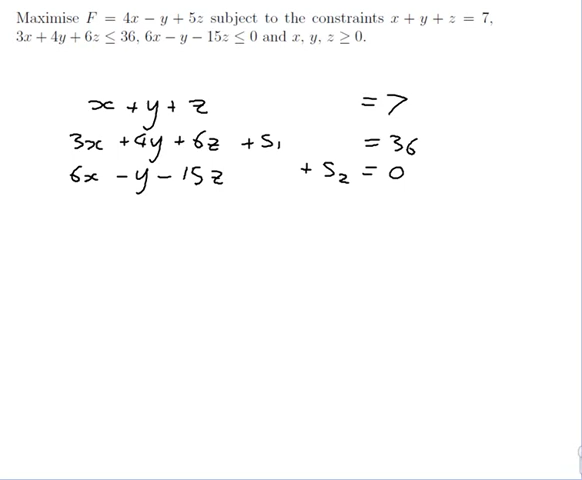 Maximise F = 4x − y + 5z subject to the constraints x + y + z = 7,
3x + 4y + 6z ≤ 36, 6x − y − 15z ≤ 0 and x, y, z ≥ 0.
x + y + z = 7
3x + 4y + 6z + S₁ = 36
6x − y − 15z + S₂ = 0